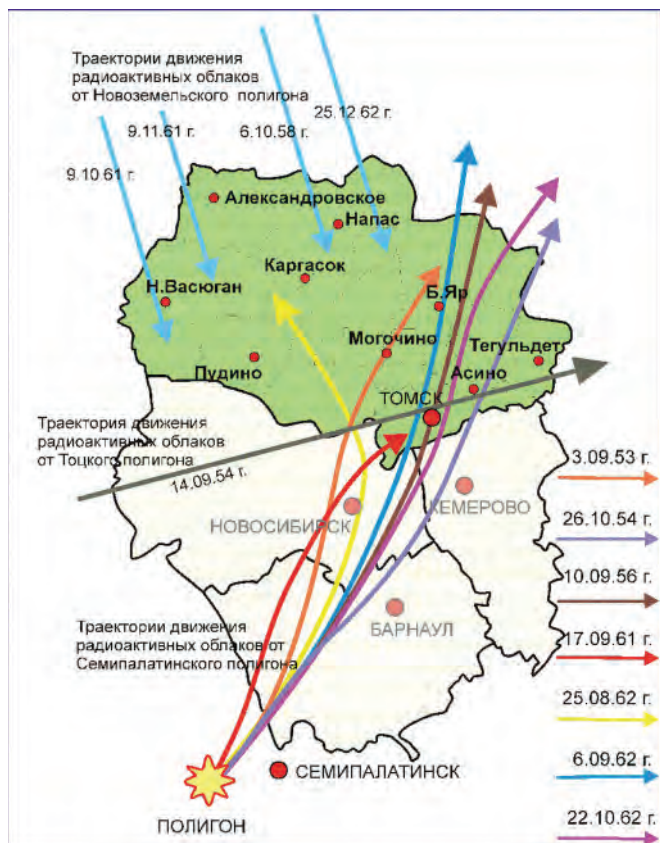 Траектории движения
радиоактивных облаков
от Новоземельского полигона
25.12.62 г.
6.10.58 г.
9.11.61 г.
9.10.61 г.
Александровское
Напас
Каргасок
Н.Васюган
Б.Яр
Могочино
Тегульдет
Пудино
Асино
ТОМСК
Траектория движения
радиоактивных облаков
от Тоцкого полигона
14.09.54 г.
3.09.53 г.
КЕМЕРОВО
НОВОСИБИРСК
26.10.54 г.
10.09.56 г.
БАРНАУЛ
Траектории движения
радиоактивных облаков от
Семипалатинского полигона
17.09.61 г.
25.08.62 г.
6.09.62 г.
СЕМИПАЛАТИНСК
22.10.62 г.
ПОЛИГОН